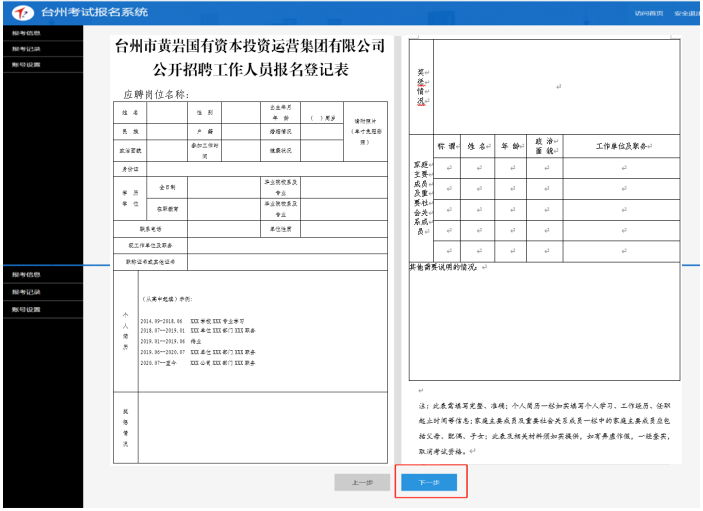 台州考试报名系统
访问首页 安全退出
报考信息
报考记录
账号设置
台州市黄岩国有资本投资运营集团有限公司
公开招聘工作人员报名登记表
应聘岗位名称:
姓 名
性 别
出生年月
年 龄
( )周岁
请附照片
(单寸免冠彩
照)
民 族
户 籍
婚姻情况
政治面貌
参加工作时
间
健康状况
身份证
学 历
学 位
全日制
毕业院校及
专业
在职教育
毕业院校及
专业
联系电话
单位性质
现工作单位及职务
职称证书或其他证书
个
人
简
历
(从高中起填)示例:
2014.09-2018.06 XXX学校XXX专业学习
2018.07--2019.01 XXX单位XXX部门XXX职务
2019.01--2019.06 待业
2019.06--2020.07 XXX单位XXX部门XXX职务
2020.07--至今 XXX公司XXX部门XXX职务
奖
惩
情
况
报考信息
报考记录
账号设置
奖
惩
情
况
家庭
主要
成员
及重
要社
会关
系成
员
称 谓
姓 名
年 龄
政 治
面 貌
工作单位及职务
其他需要说明的情况:
注:此表需填写完整、准确;个人简历一栏如实填写个人学习、工作经历、任职
起止时间等信息;家庭主要成员及重要社会关系成员一栏中的家庭主要成员应包
括父母、配偶、子女;此表及相关材料须如实提供,如有弄虚作假,一经查实,
取消考试资格。
上一步
下一步